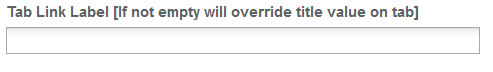 Tab Link Label [If not empty will override title value on tab]